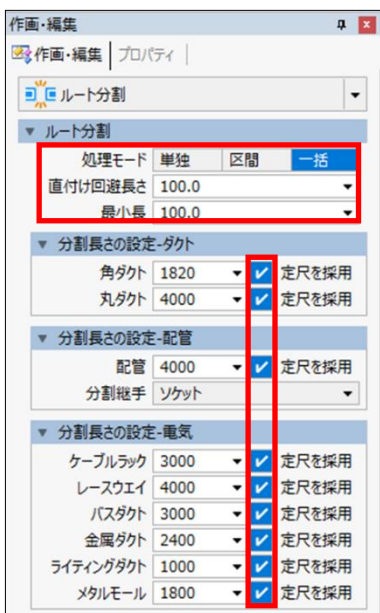 作画・編集
作画・編集 プロパティ
ルート分割
ルート分割
処理モード 単独 区間 一括
直付け回避長さ 100.0
最小長 100.0
分割長さの設定-ダクト
角ダクト 1820 定尺を採用
丸ダクト 4000 定尺を採用
分割長さの設定-配管
配管 4000 定尺を採用
分割継手 ソケット
分割長さの設定-電気
ケーブルラック 3000 定尺を採用
レースウエイ 4000 定尺を採用
バスダクト 3000 定尺を採用
金属ダクト 2400 定尺を採用
ライティングダクト 1000 定尺を採用
メタルモール 1800 定尺を採用